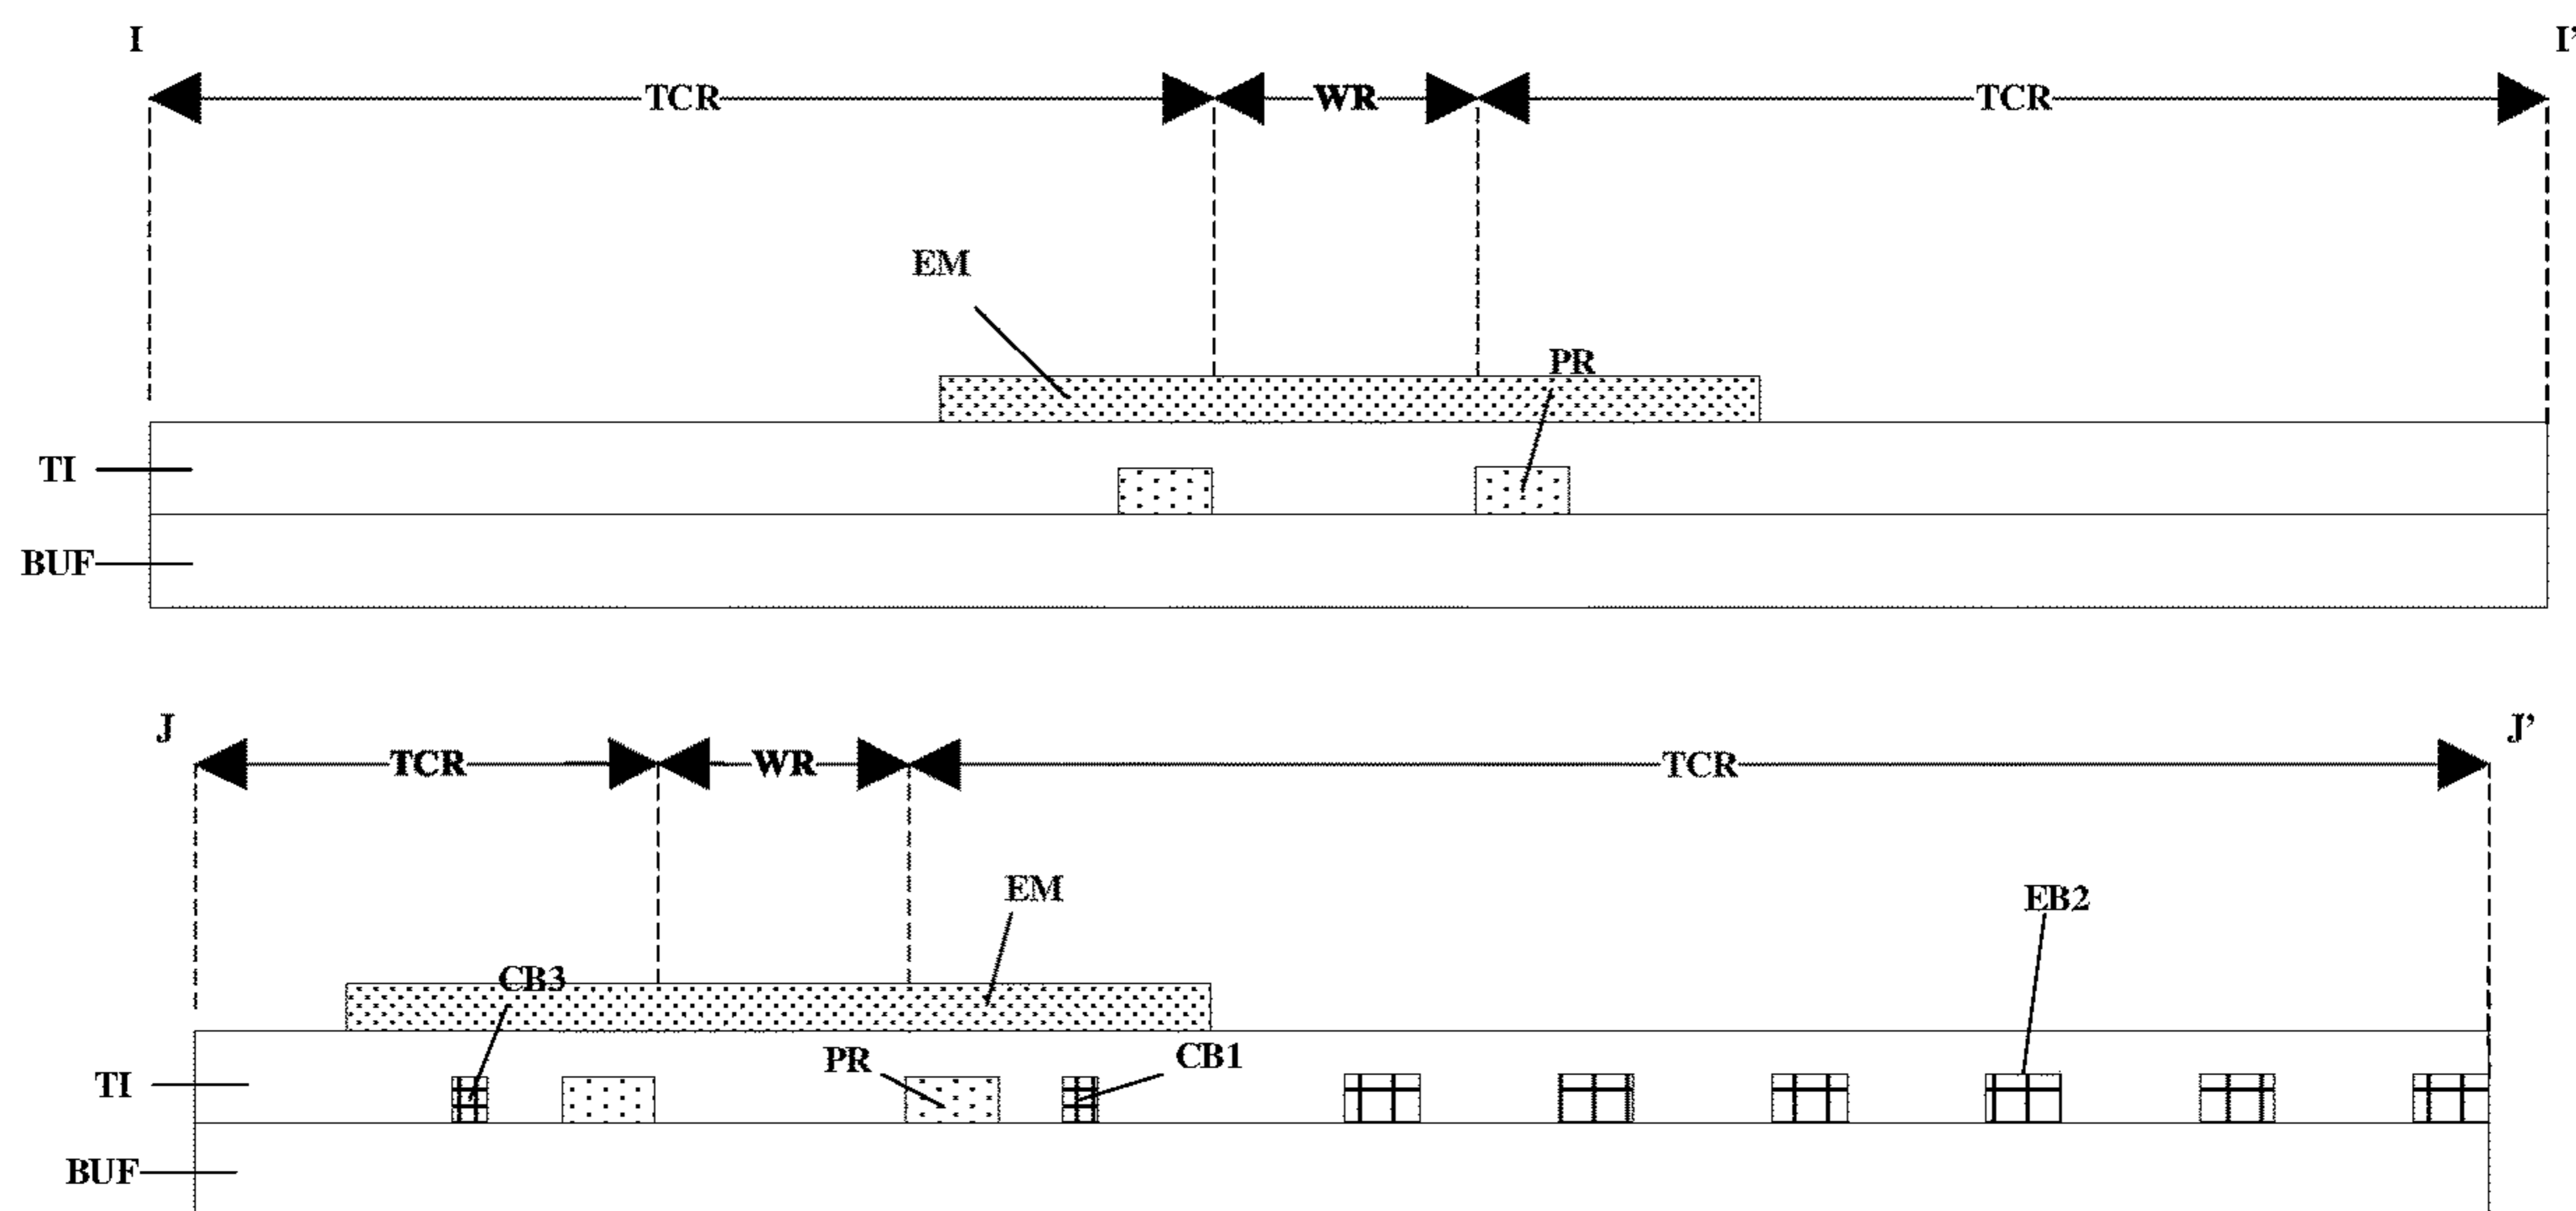 I
I’
TCR
WR
TCR
EM
PR
TI
BUF
J
J’
TCR
WR
TCR
EM
EB2
CB3
PR
CB1
TI
BUF